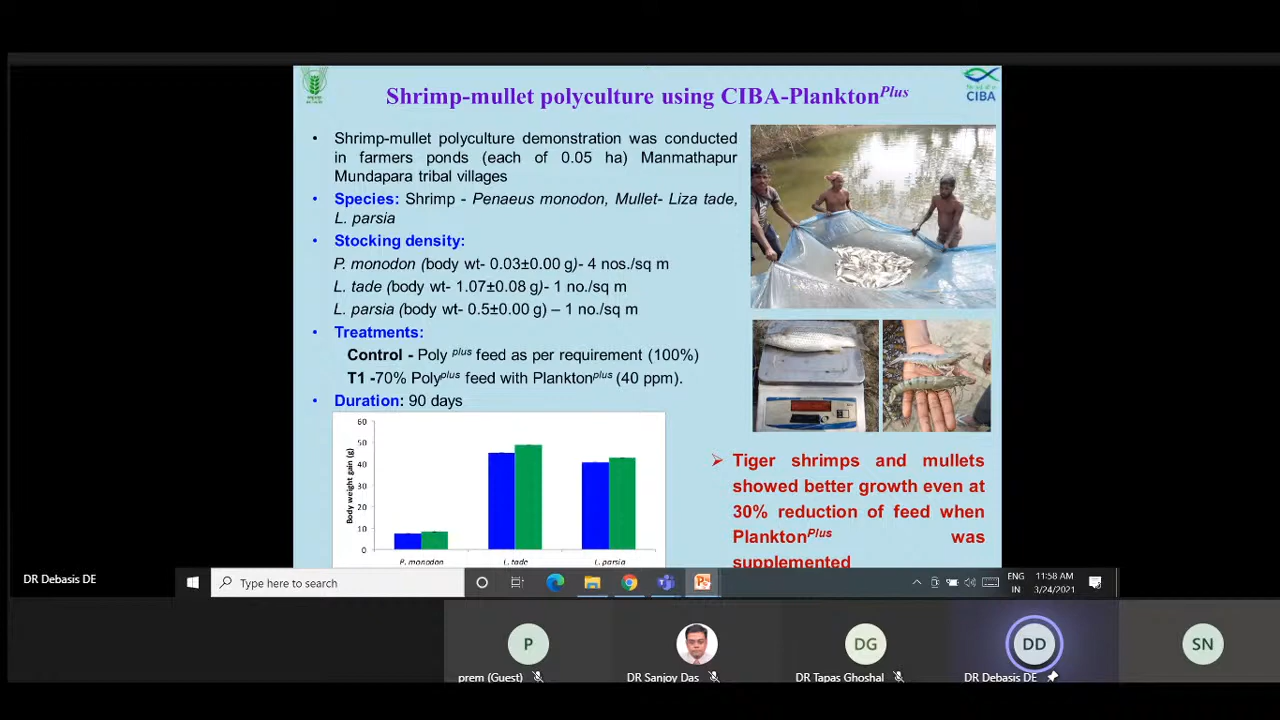 Shrimp-mullet polyculture using CIBA-PlanktonPlus
CIBA
• Shrimp-mullet polyculture demonstration was conducted
in farmers ponds (each of 0.05 ha) Manmathapur
Mundapara tribal villages
• Species: Shrimp - Penaeus monodon, Mullet- Liza tade,
L. parsia
• Stocking density:
P. monodon (body wt- 0.03±0.00 g)- 4 nos./sq m
L. tade (body wt- 1.07±0.08 g)- 1 no./sq m
L. parsia (body wt- 0.5±0.00 g) – 1 no./sq m
• Treatments:
Control - Poly plus feed as per requirement (100%)
T1 -70% Polyplus feed with Planktonplus (40 ppm).
• Duration: 90 days
Body weight gain (g)
60
50
40
30
20
10
0
P. monodon L. tade L. parsia
➢ Tiger shrimps and mullets
showed better growth even at
30% reduction of feed when
PlanktonPlus was
supplemented
DR Debasis DE
Type here to search
ENG
IN
11:58 AM
3/24/2021
P
DG
DD
SN
prem (Guest)
DR Sanjoy Das
DR Tapas Ghoshal
DR Debasis DE